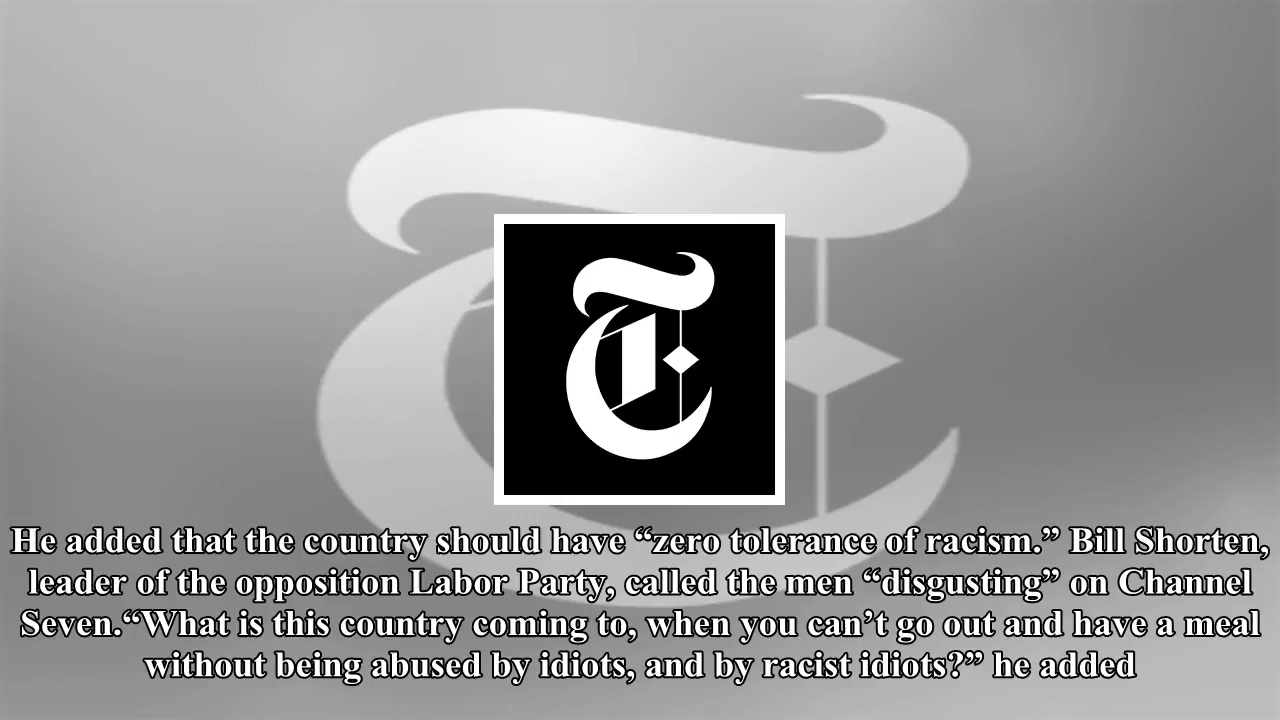 He added that the country should have “zero tolerance of racism.” Bill Shorten,
leader of the opposition Labor Party, called the men “disgusting” on Channel
Seven.“What is this country coming to, when you can’t go out and have a meal
without being abused by idiots, and by racist idiots?” he added